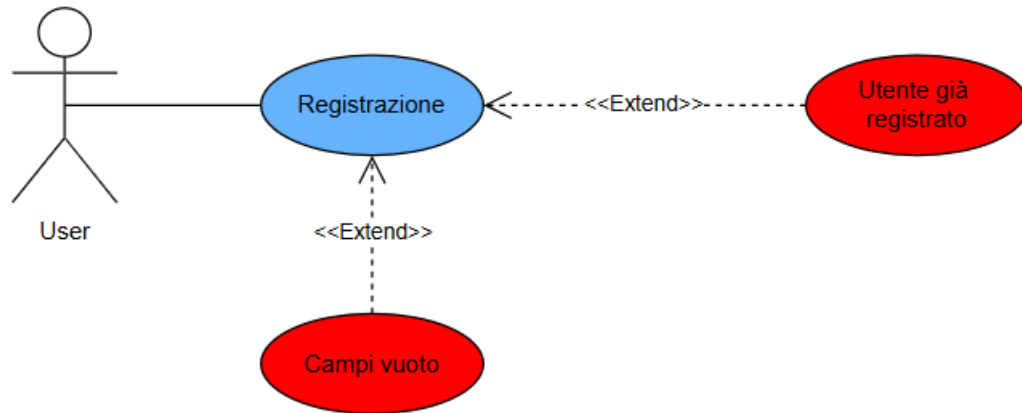 Registrazione
<<Extend>>
Utente già
registrato
User
<<Extend>>
Campi vuoto